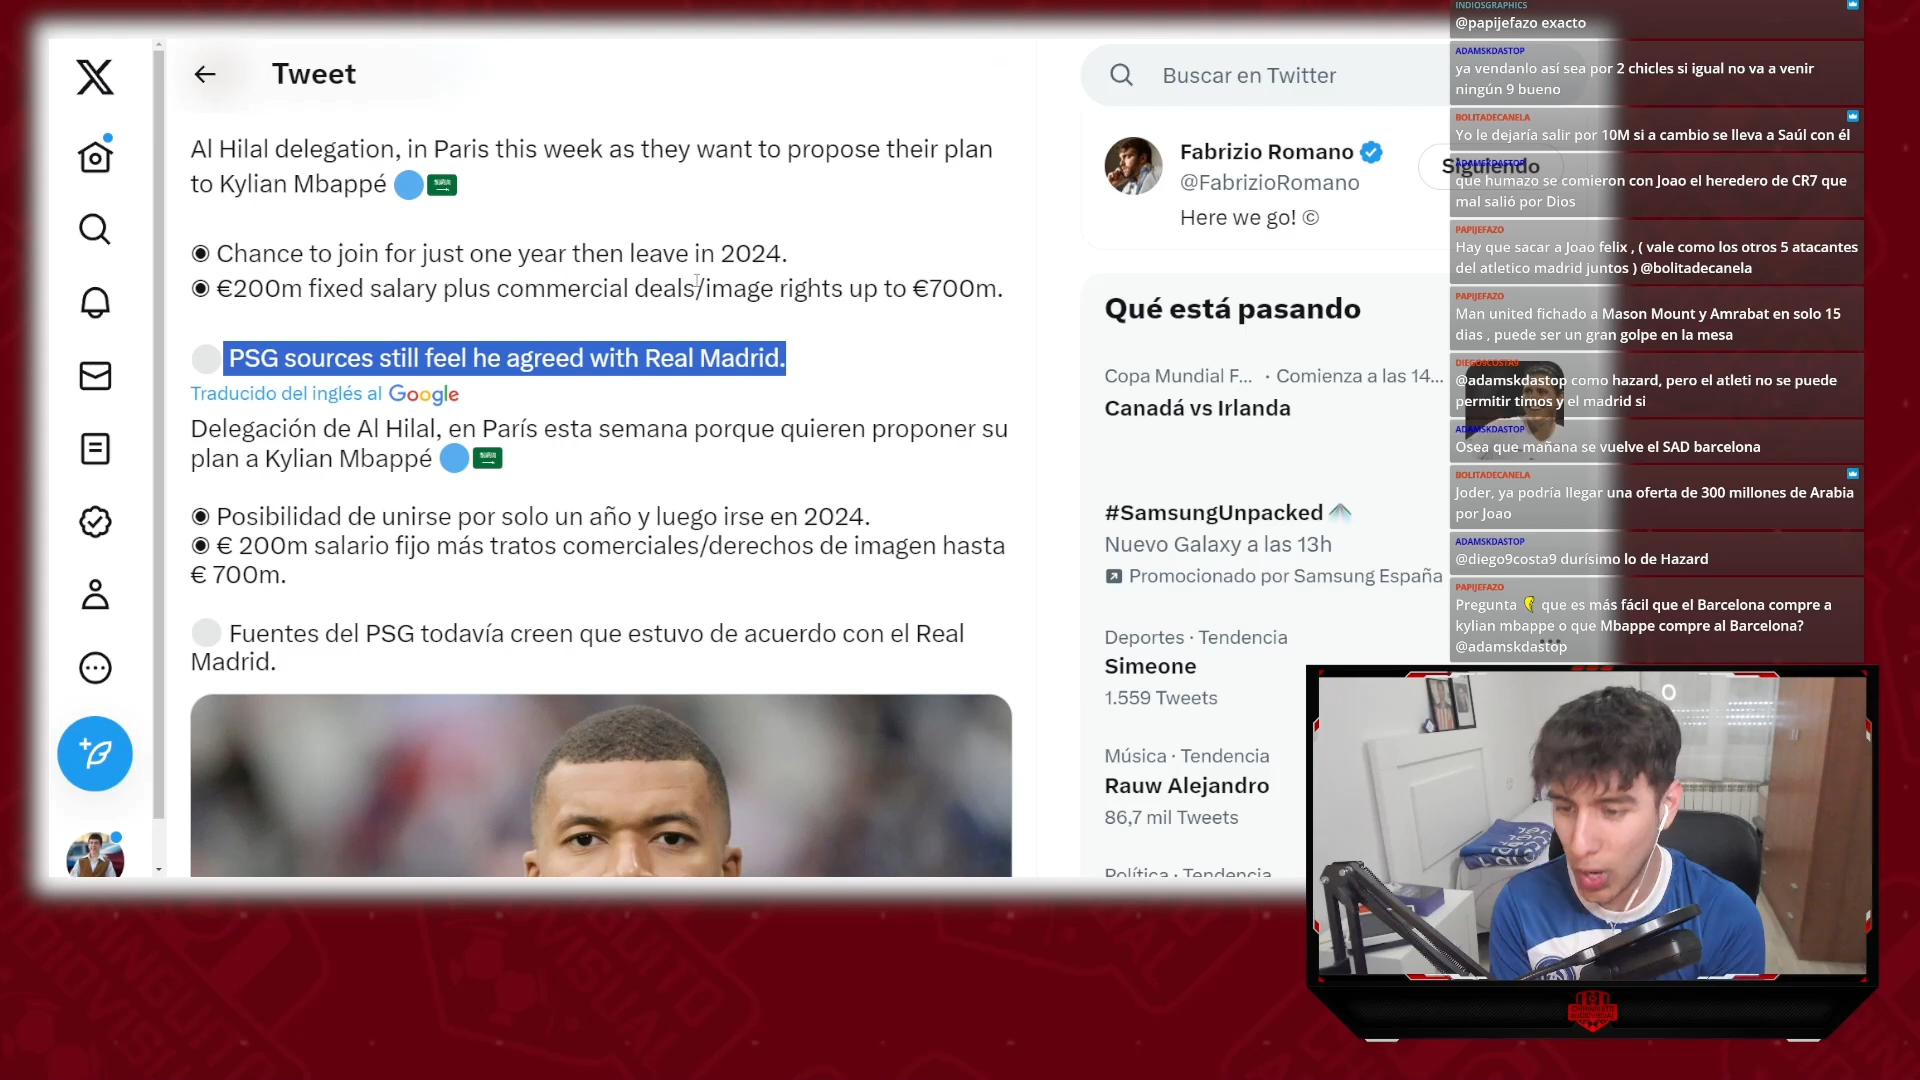 Tweet
Al Hilal delegation, in Paris this week as they want to propose their plan
to Kylian Mbappé
◉ Chance to join for just one year then leave in 2024.
◉ €200m fixed salary plus commercial deals/image rights up to €700m.
PSG sources still feel he agreed with Real Madrid.
Traducido del inglés al Google
Delegación de Al Hilal, en París esta semana porque quieren proponer su
plan a Kylian Mbappé
◉ Posibilidad de unirse por solo un año y luego irse en 2024.
◉ € 200m salario fijo más tratos comerciales/derechos de imagen hasta
€ 700m.
Fuentes del PSG todavía creen que estuvo de acuerdo con el Real
Madrid.
Buscar en Twitter
Fabrizio Romano
@FabrizioRomano
Here we go! ©
Siguiendo
Qué está pasando
Copa Mundial F... · Comienza a las 14...
Canadá vs Irlanda
#SamsungUnpacked
Nuevo Galaxy a las 13h
Promocionado por Samsung España
Deportes · Tendencia
Simeone
1.559 Tweets
Música · Tendencia
Rauw Alejandro
86,7 mil Tweets
Política · Tendencia
INDIOSGRAPHICS
@papijefazo exacto
ADAMSKDASTOP
ya vendanlo así sea por 2 chicles si igual no va a venir
ningún 9 bueno
BOLITADECANELA
Yo le dejaría salir por 10M si a cambio se lleva a Saúl con él
ADAMSKDASTOP
que humazo se comieron con Joao el heredero de CR7 que
mal salió por Dios
PAPIJEFAZO
Hay que sacar a Joao felix , ( vale como los otros 5 atacantes
del atletico madrid juntos ) @bolitadecanela
PAPIJEFAZO
Man united fichado a Mason Mount y Amrabat en solo 15
dias , puede ser un gran golpe en la mesa
DIEGO9COSTA9
@adamskdastop como hazard, pero el atleti no se puede
permitir timos y el madrid si
ADAMSKDASTOP
Osea que mañana se vuelve el SAD barcelona
BOLITADECANELA
Joder, ya podría llegar una oferta de 300 millones de Arabia
por Joao
ADAMSKDASTOP
@diego9costa9 durísimo lo de Hazard
PAPIJEFAZO
Pregunta que es más fácil que el Barcelona compre a
kylian mbappe o que Mbappe compre al Barcelona?
@adamskdastop
0